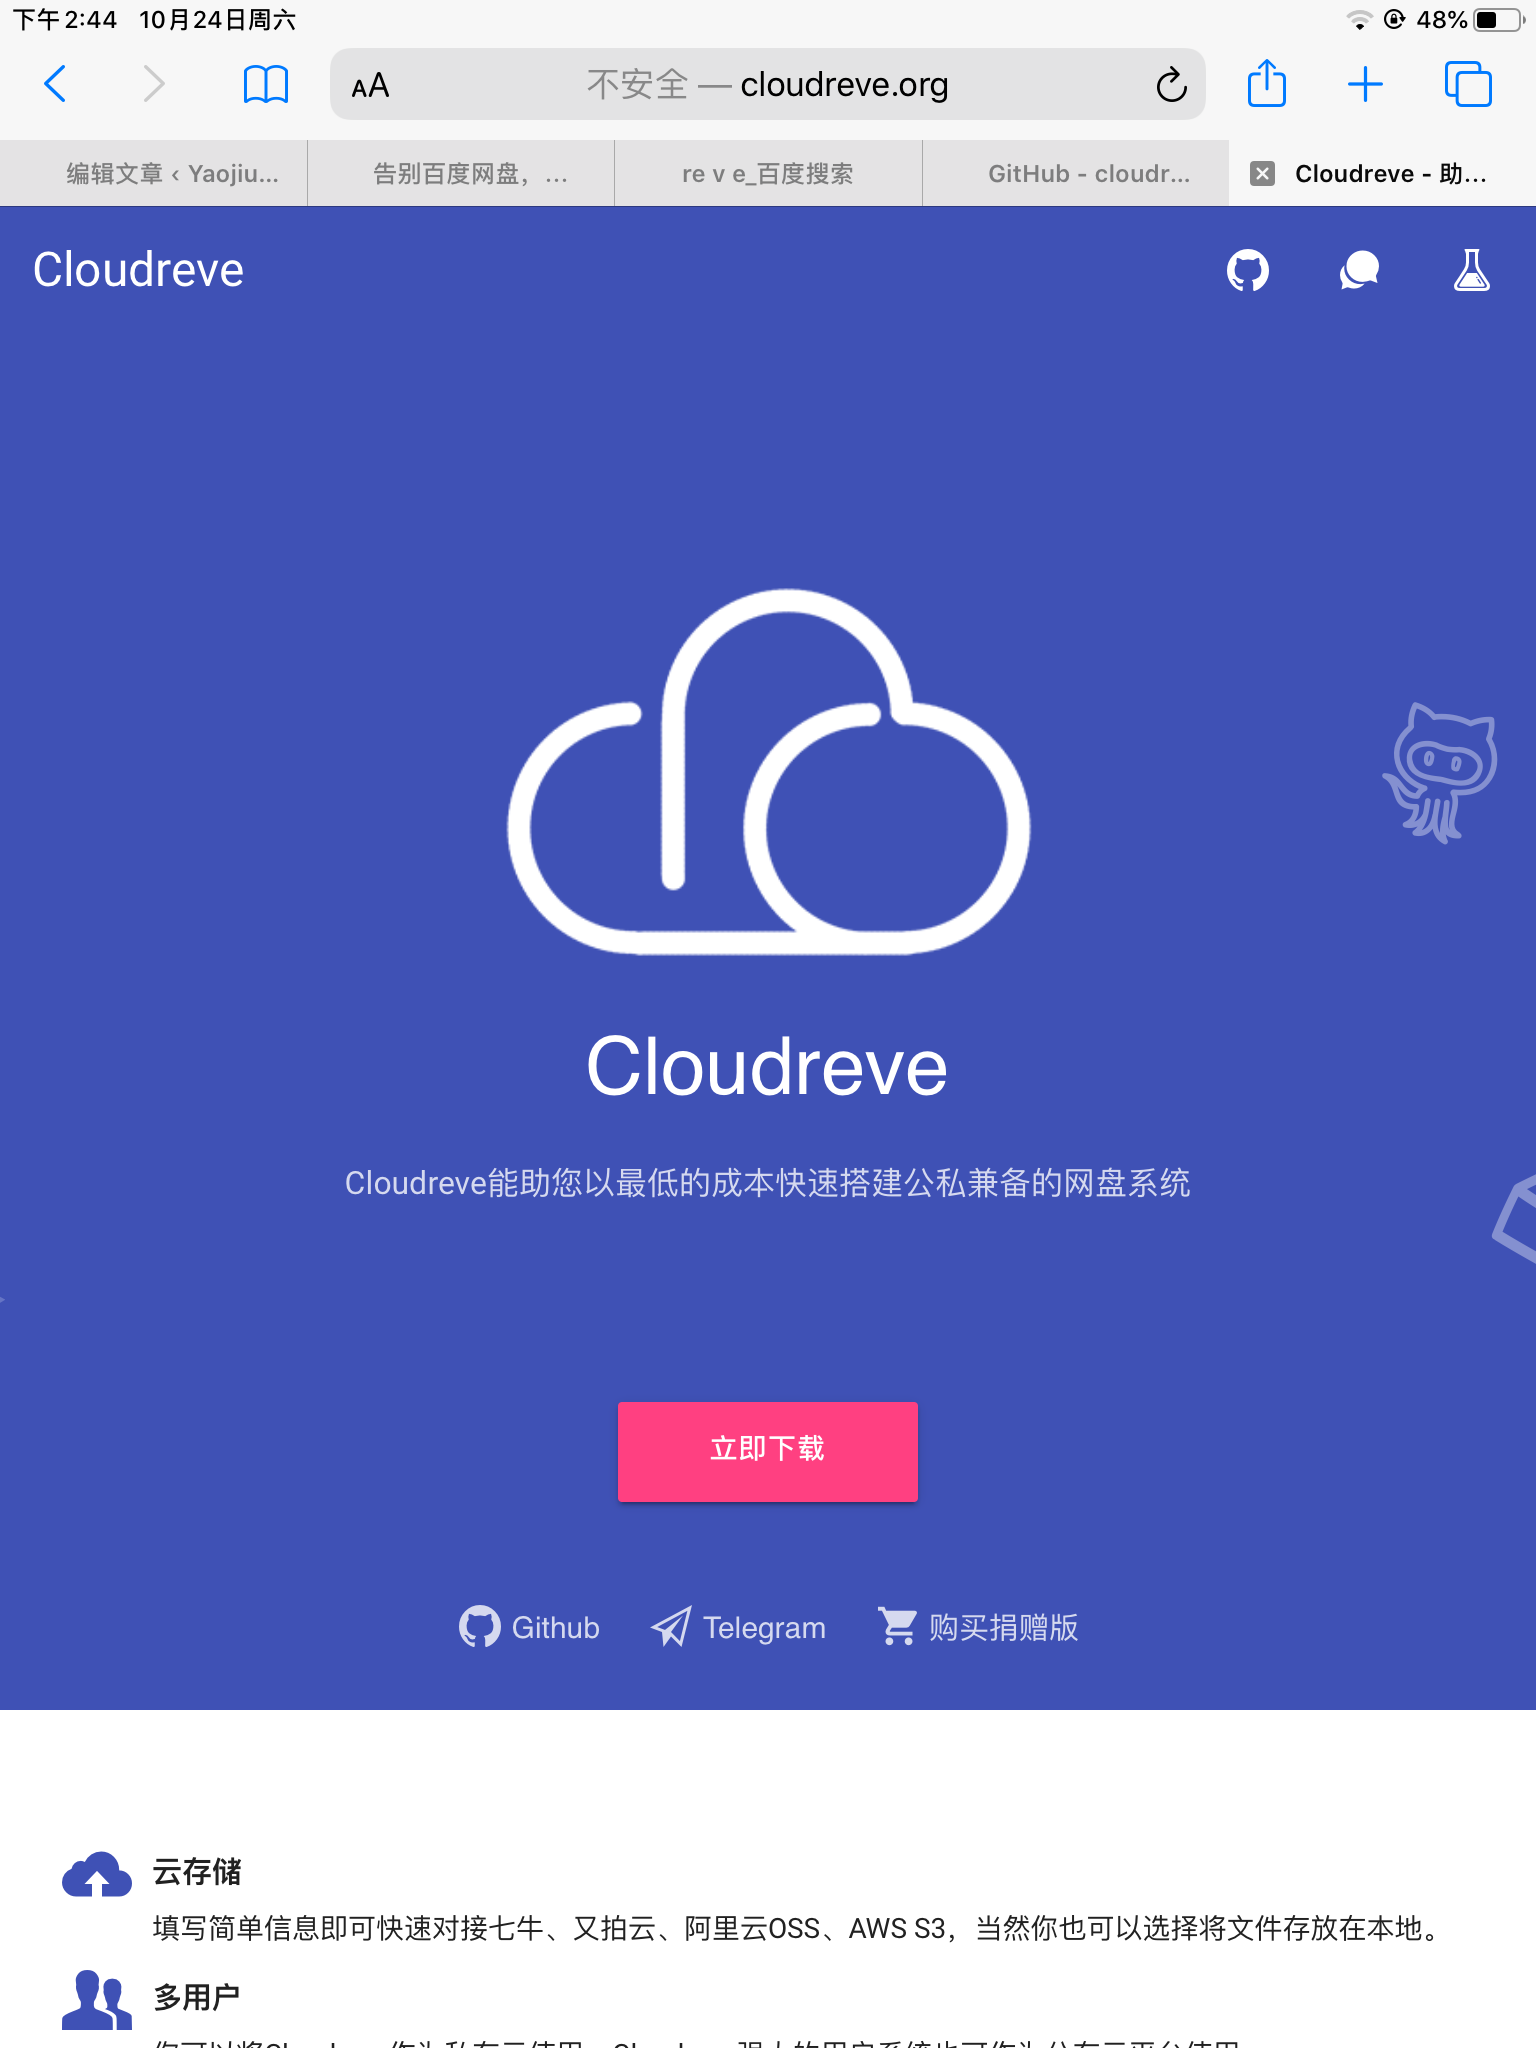 下午2:44 10月24日周六 48%
AA 不安全 — cloudreve.org
编辑文章 ‹ Yaojiu... 告别百度网盘，... re v e_百度搜索 GitHub - cloudr... Cloudreve - 助...
Cloudreve
Cloudreve
Cloudreve能助您以最低的成本快速搭建公私兼备的网盘系统
立即下载
Github Telegram 购买捐赠版
云存储
填写简单信息即可快速对接七牛、又拍云、阿里云OSS、AWS S3，当然你也可以选择将文件存放在本地。
多用户